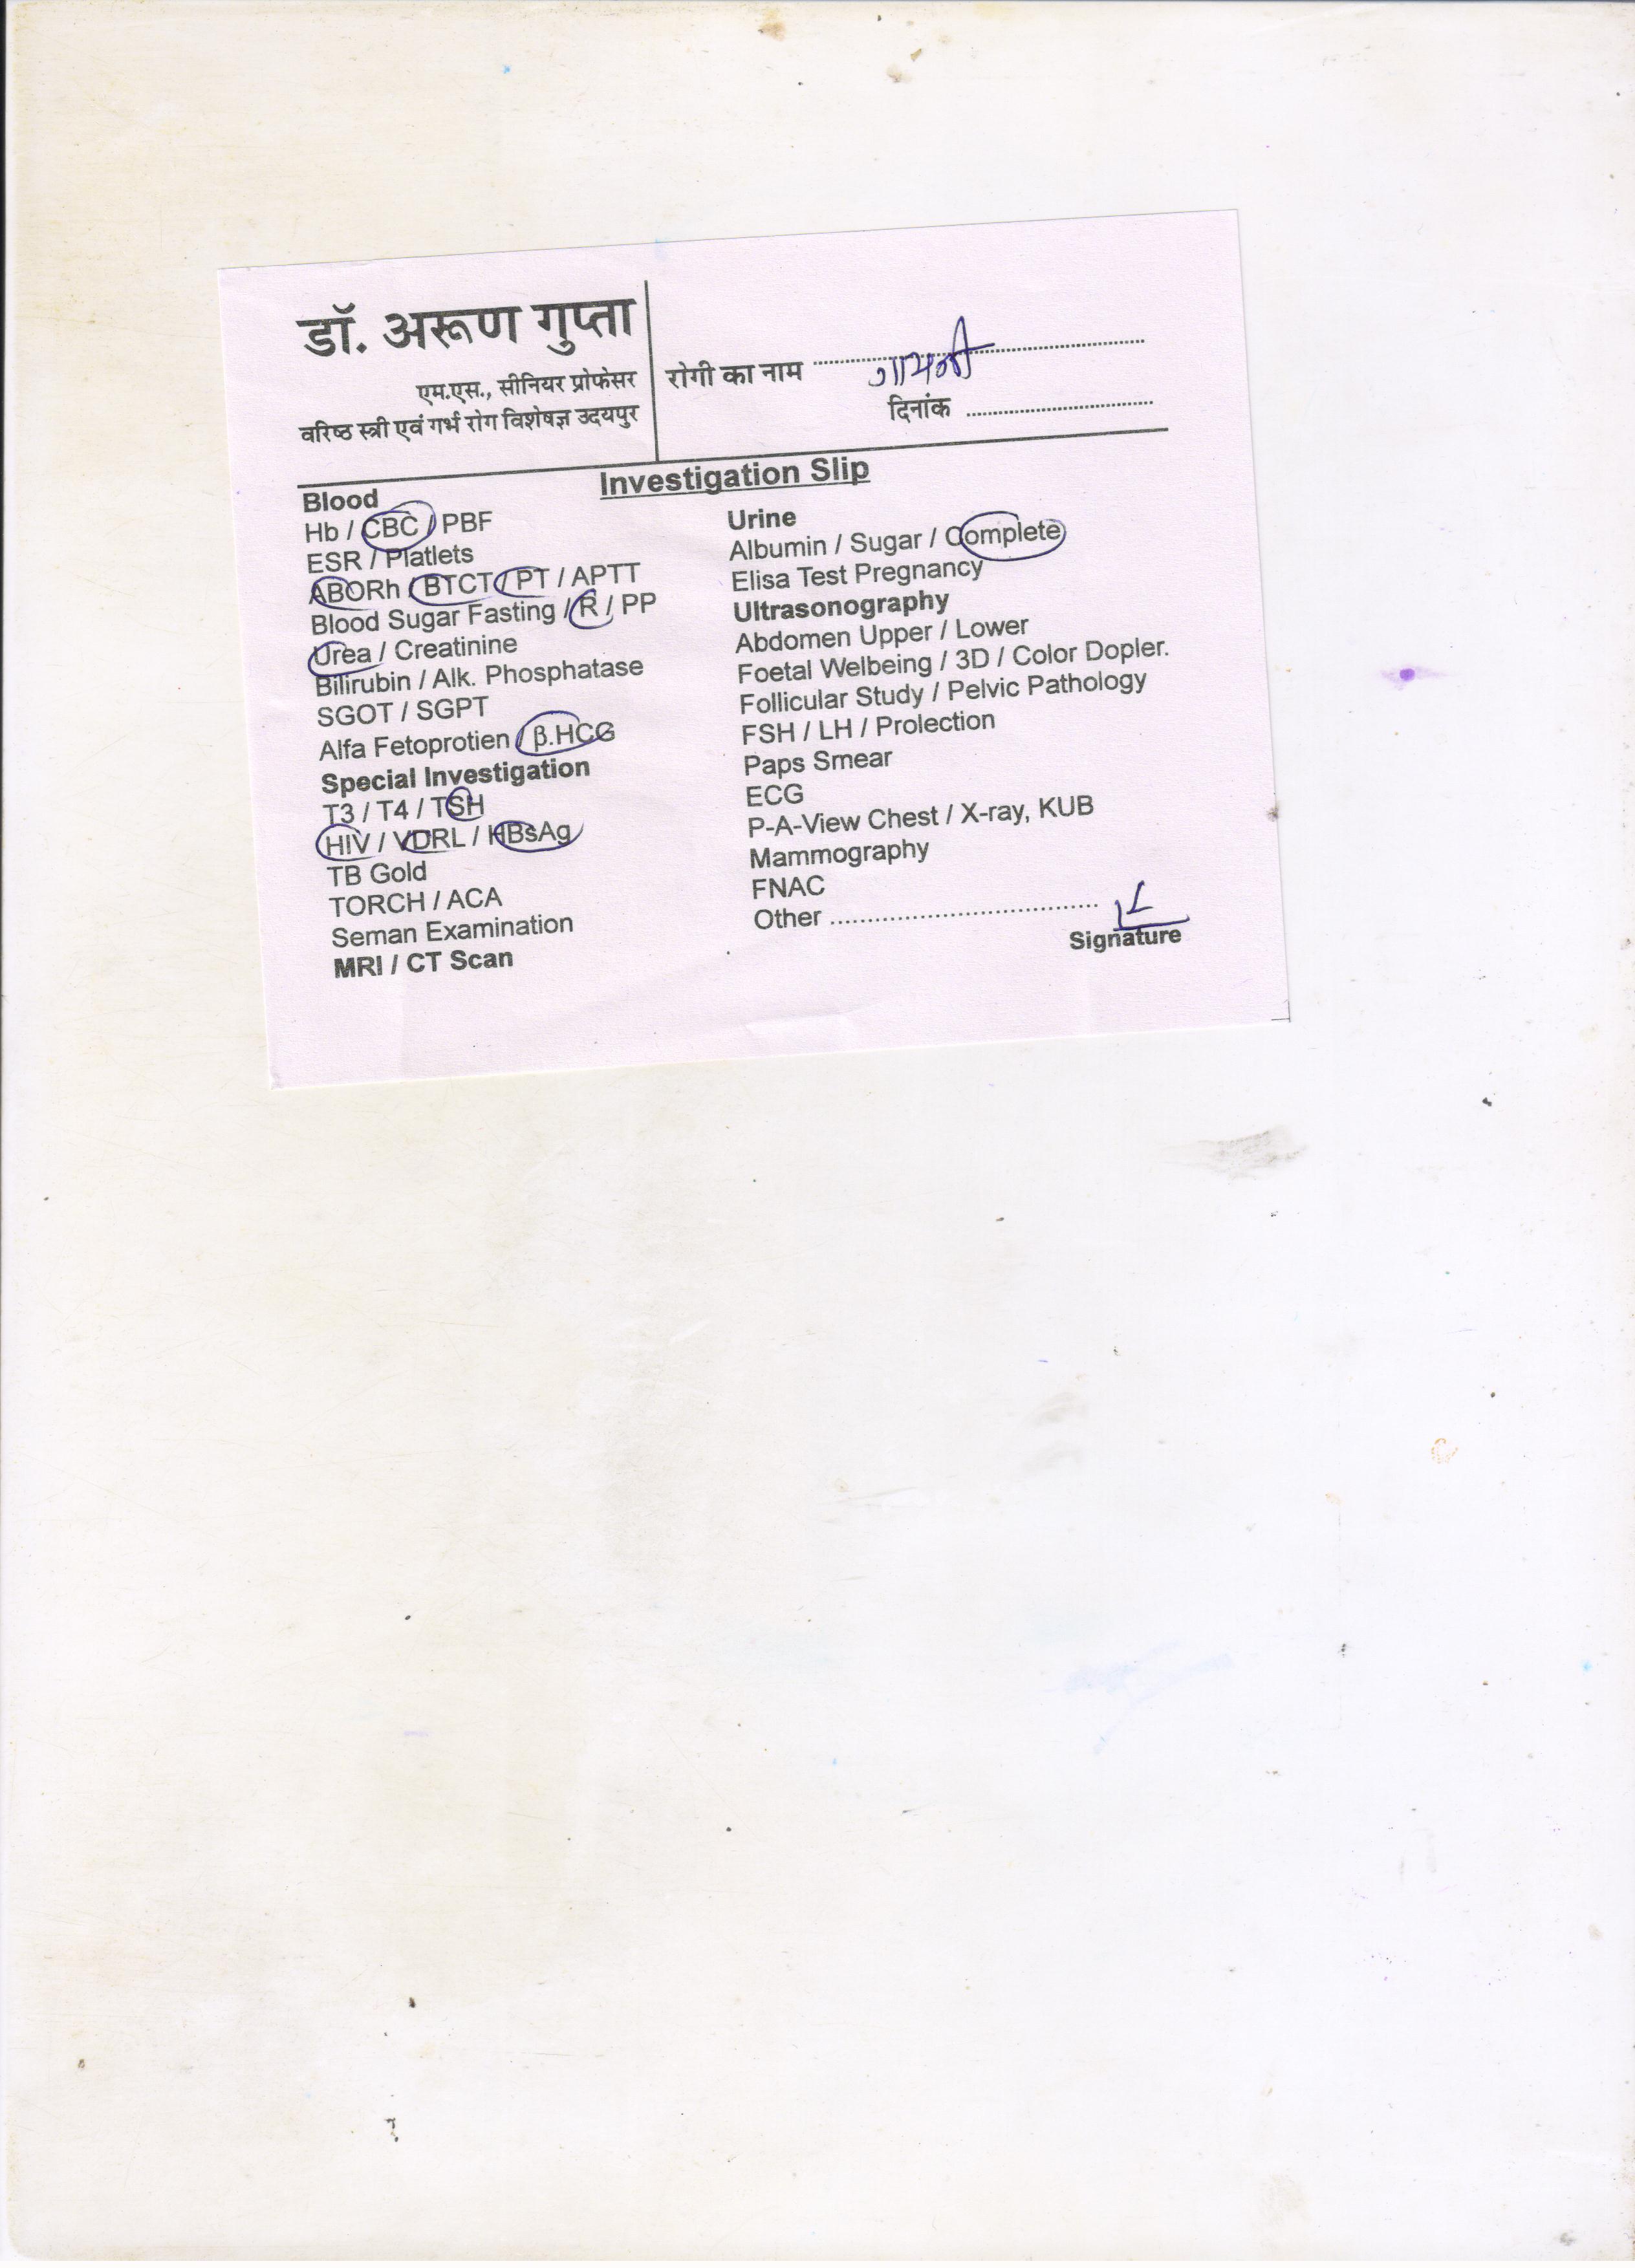 डॉ. अरूण गुप्ता
एम.एस., सीनियर प्रोफेसर
वरिष्ठ स्त्री एवं गर्भ रोग विशेषज्ञ उदयपुर
रोगी का नाम ........................ गायत्री
दिनांक ........................
Investigation Slip
Blood
Hb / CBC / PBF
ESR / Platlets
ABORh / BTCT / PT / APTT
Blood Sugar Fasting / R / PP
Urea / Creatinine
Bilirubin / Alk. Phosphatase
SGOT / SGPT
Alfa Fetoprotien / β.HCG
Special Investigation
T3 / T4 / TSH
HIV / VDRL / HBsAg
TB Gold
TORCH / ACA
Seman Examination
MRI / CT Scan
Urine
Albumin / Sugar / Complete
Elisa Test Pregnancy
Ultrasonography
Abdomen Upper / Lower
Foetal Welbeing / 3D / Color Dopler.
Follicular Study / Pelvic Pathology
FSH / LH / Prolection
Paps Smear
ECG
P-A-View Chest / X-ray, KUB
Mammography
FNAC
Other ....................................
Signature